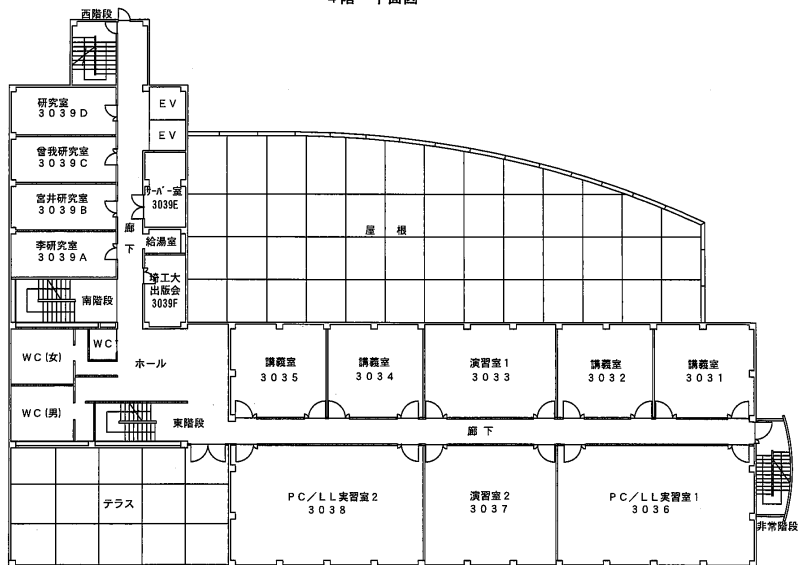 4階 平面図
西階段
研究室
3039D
EV
EV
曾我研究室
3039C
サーバー室
3039E
宮井研究室
3039B
廊下
屋根
給湯室
李研究室
3039A
埼工大
出版会
3039F
南階段
WC
WC(女)
ホール
講義室
3035
講義室
3034
演習室1
3033
講義室
3032
講義室
3031
WC(男)
東階段
廊下
テラス
PC/LL実習室2
3038
演習室2
3037
PC/LL実習室1
3036
非常階段